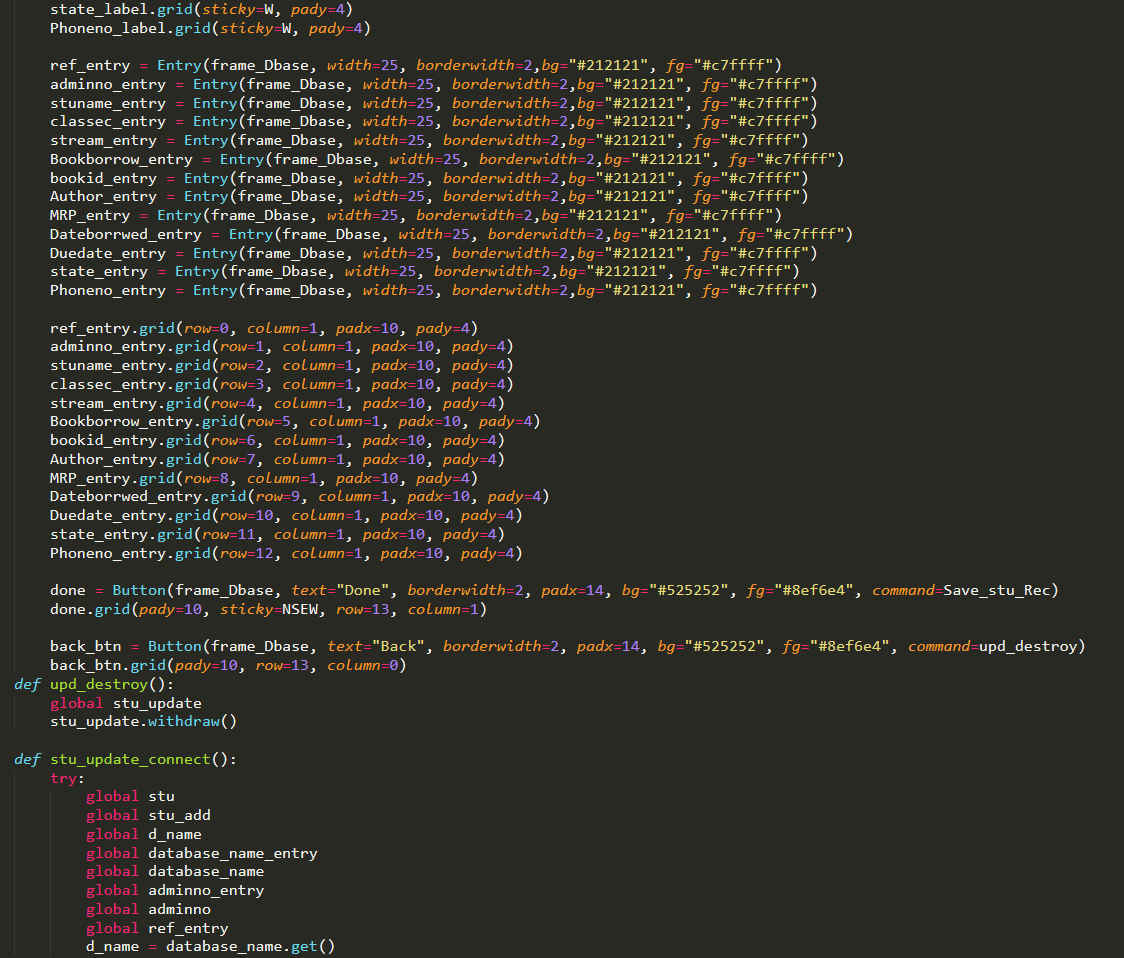 state_label.grid(sticky=W, pady=4)
Phoneno_label.grid(sticky=W, pady=4)
ref_entry = Entry(frame_Dbase, width=25, borderwidth=2,bg="#212121", fg="#c7ffff")
adminno_entry = Entry(frame_Dbase, width=25, borderwidth=2,bg="#212121", fg="#c7ffff")
stuname_entry = Entry(frame_Dbase, width=25, borderwidth=2,bg="#212121", fg="#c7ffff")
classec_entry = Entry(frame_Dbase, width=25, borderwidth=2,bg="#212121", fg="#c7ffff")
stream_entry = Entry(frame_Dbase, width=25, borderwidth=2,bg="#212121", fg="#c7ffff")
Bookborrow_entry = Entry(frame_Dbase, width=25, borderwidth=2,bg="#212121", fg="#c7ffff")
bookid_entry = Entry(frame_Dbase, width=25, borderwidth=2,bg="#212121", fg="#c7ffff")
Author_entry = Entry(frame_Dbase, width=25, borderwidth=2,bg="#212121", fg="#c7ffff")
MRP_entry = Entry(frame_Dbase, width=25, borderwidth=2,bg="#212121", fg="#c7ffff")
Dateborrwed_entry = Entry(frame_Dbase, width=25, borderwidth=2,bg="#212121", fg="#c7ffff")
Duedate_entry = Entry(frame_Dbase, width=25, borderwidth=2,bg="#212121", fg="#c7ffff")
state_entry = Entry(frame_Dbase, width=25, borderwidth=2,bg="#212121", fg="#c7ffff")
Phoneno_entry = Entry(frame_Dbase, width=25, borderwidth=2,bg="#212121", fg="#c7ffff")
ref_entry.grid(row=0, column=1, padx=10, pady=4)
adminno_entry.grid(row=1, column=1, padx=10, pady=4)
stuname_entry.grid(row=2, column=1, padx=10, pady=4)
classec_entry.grid(row=3, column=1, padx=10, pady=4)
stream_entry.grid(row=4, column=1, padx=10, pady=4)
Bookborrow_entry.grid(row=5, column=1, padx=10, pady=4)
bookid_entry.grid(row=6, column=1, padx=10, pady=4)
Author_entry.grid(row=7, column=1, padx=10, pady=4)
MRP_entry.grid(row=8, column=1, padx=10, pady=4)
Dateborrwed_entry.grid(row=9, column=1, padx=10, pady=4)
Duedate_entry.grid(row=10, column=1, padx=10, pady=4)
state_entry.grid(row=11, column=1, padx=10, pady=4)
Phoneno_entry.grid(row=12, column=1, padx=10, pady=4)
done = Button(frame_Dbase, text="Done", borderwidth=2, padx=14, bg="#525252", fg="#8ef6e4", command=Save_stu_Rec)
done.grid(pady=10, sticky=NSEW, row=13, column=1)
back_btn = Button(frame_Dbase, text="Back", borderwidth=2, padx=14, bg="#525252", fg="#8ef6e4", command=upd_destroy)
back_btn.grid(pady=10, row=13, column=0)
def upd_destroy():
global stu_update
stu_update.withdraw()
def stu_update_connect():
try:
global stu
global stu_add
global d_name
global database_name_entry
global database_name
global adminno_entry
global adminno
global ref_entry
d_name = database_name.get()